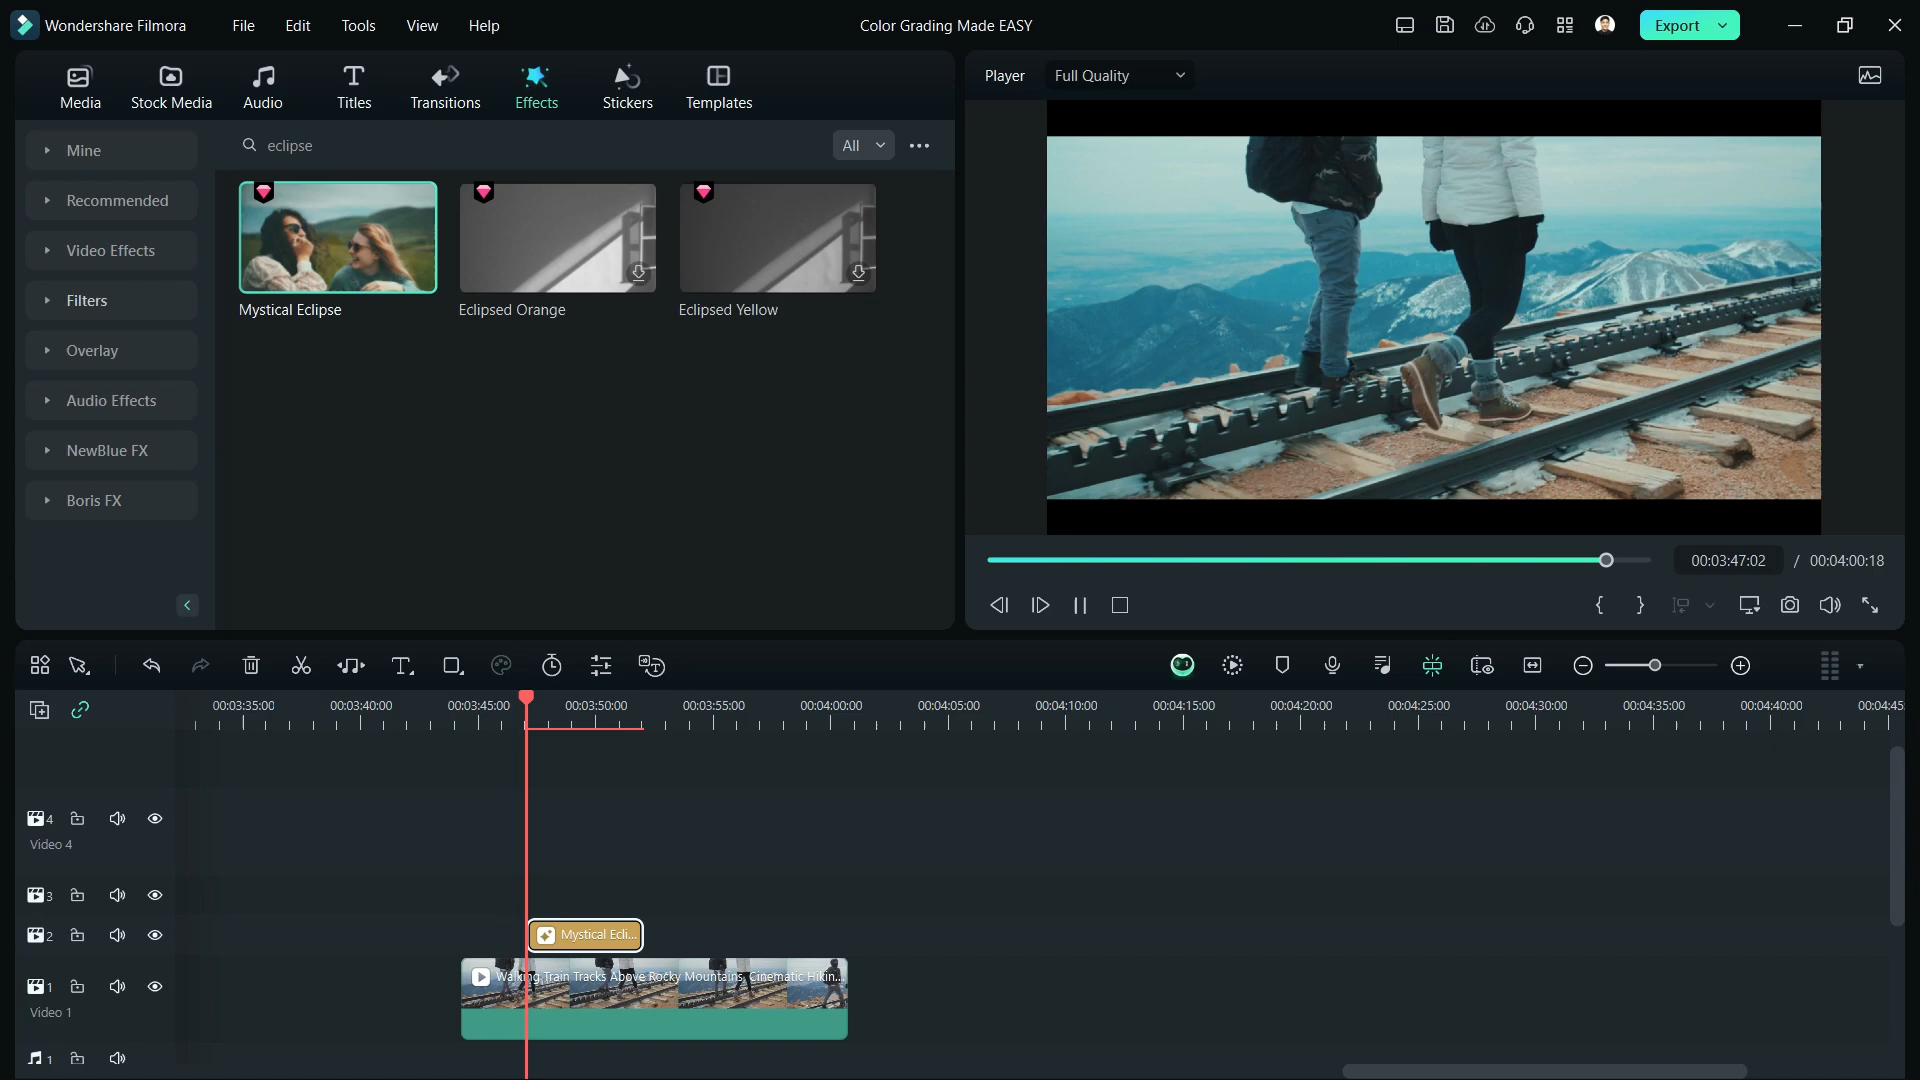 Wondershare Filmora
File
Edit
Tools
View
Help
Color Grading Made EASY
Export
Media
Stock Media
Audio
Titles
Transitions
Effects
Stickers
Templates
Player
Full Quality
Mine
Recommended
Video Effects
Filters
Overlay
Audio Effects
NewBlue FX
Boris FX
eclipse
All
Mystical Eclipse
Eclipsed Orange
Eclipsed Yellow
00:03:47:02 / 00:04:00:18
00:03:35:00
00:03:40:00
00:03:45:00
00:03:50:00
00:03:55:00
00:04:00:00
00:04:05:00
00:04:10:00
00:04:15:00
00:04:20:00
00:04:25:00
00:04:30:00
00:04:35:00
00:04:40:00
00:04:45:
4
Video 4
3
2
Mystical Ecli...
1
Walking Train Tracks Above Rocky Mountains, Cinematic Hikin...
Video 1
1